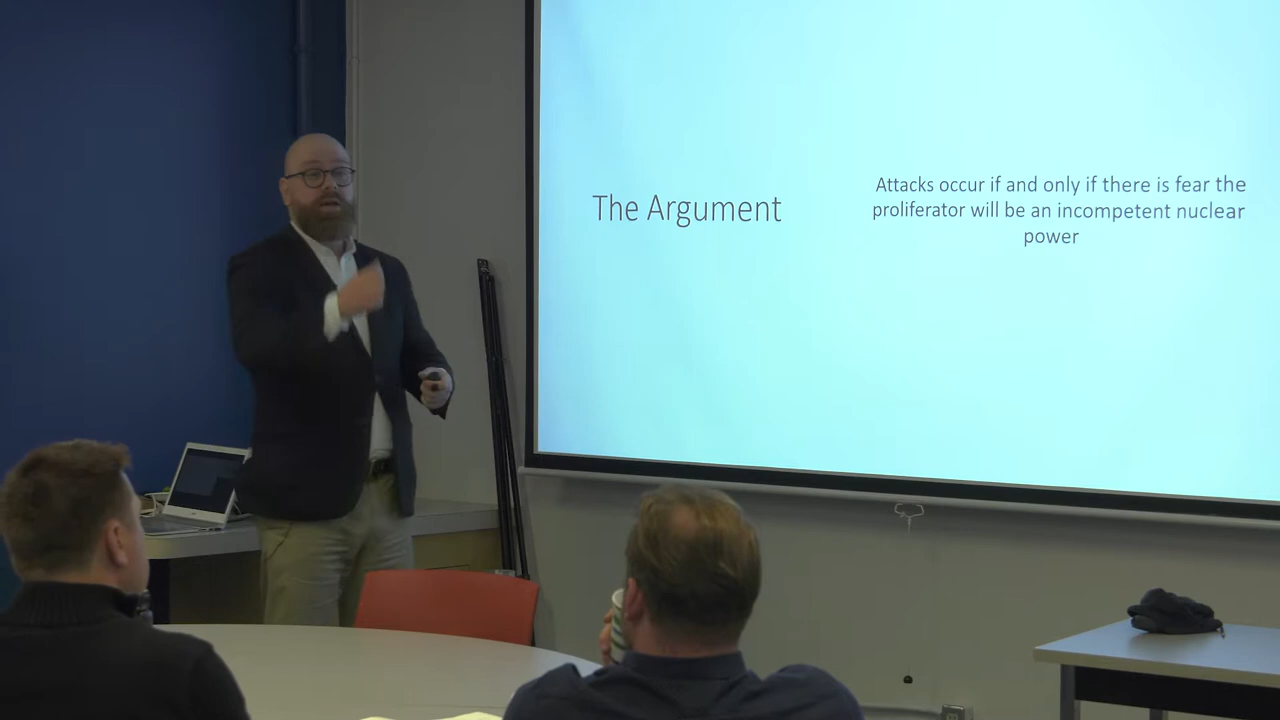 The Argument
Attacks occur if and only if there is fear the
proliferator will be an incompetent nuclear
power